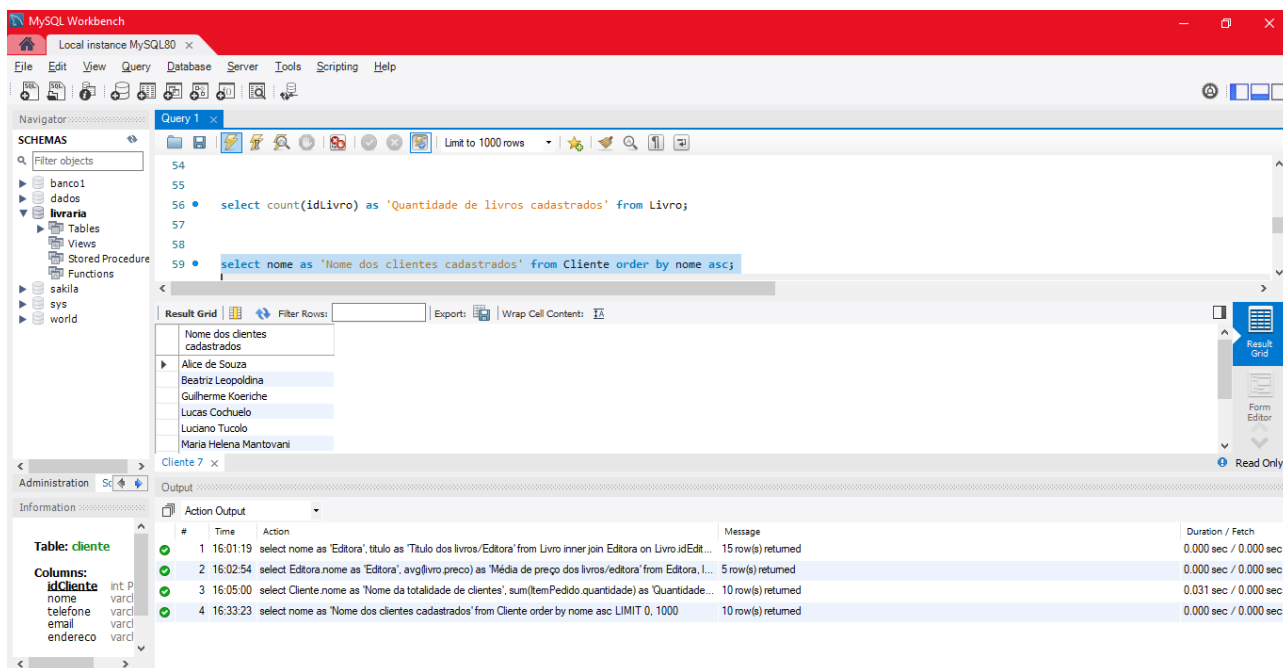 MySQL Workbench
Local instance MySQL80 ×
File Edit View Query Database Server Tools Scripting Help
Navigator
SCHEMAS
Filter objects
banco1
dados
livraria
Tables
Views
Stored Procedure
Functions
sakila
sys
world
Administration Sc
Information
Table: cliente
Columns:
idCliente int P
nome varcl
telefone varcl
email varcl
endereco varcl
Query 1 ×
Limit to 1000 rows
54
55
56 select count(idLivro) as 'Quantidade de livros cadastrados' from Livro;
57
58
59 select nome as 'Nome dos clientes cadastrados' from Cliente order by nome asc;
Result Grid Filter Rows: Export: Wrap Cell Content: IA
Nome dos clientes
cadastrados
Alice de Souza
Beatriz Leopoldina
Guilherme Koeriche
Lucas Cochuelo
Luciano Tucolo
Maria Helena Mantovani
Result
Grid
Form
Editor
Cliente 7 ×
Read Only
Output
Action Output
# Time Action Message Duration / Fetch
1 16:01:19 select nome as 'Editora', titulo as 'Titulo dos livros/Editora' from Livro inner join Editora on Livro.idEdit... 15 row(s) returned 0.000 sec / 0.000 sec
2 16:02:54 select Editora.nome as 'Editora', avg(livro.preco) as 'Média de preço dos livros/editora' from Editora, l... 5 row(s) returned 0.000 sec / 0.000 sec
3 16:05:00 select Cliente.nome as 'Nome da totalidade de clientes', sum(ItemPedido.quantidade) as 'Quantidade... 10 row(s) returned 0.031 sec / 0.000 sec
4 16:33:23 select nome as 'Nome dos clientes cadastrados' from Cliente order by nome asc LIMIT 0, 1000 10 row(s) returned 0.000 sec / 0.000 sec